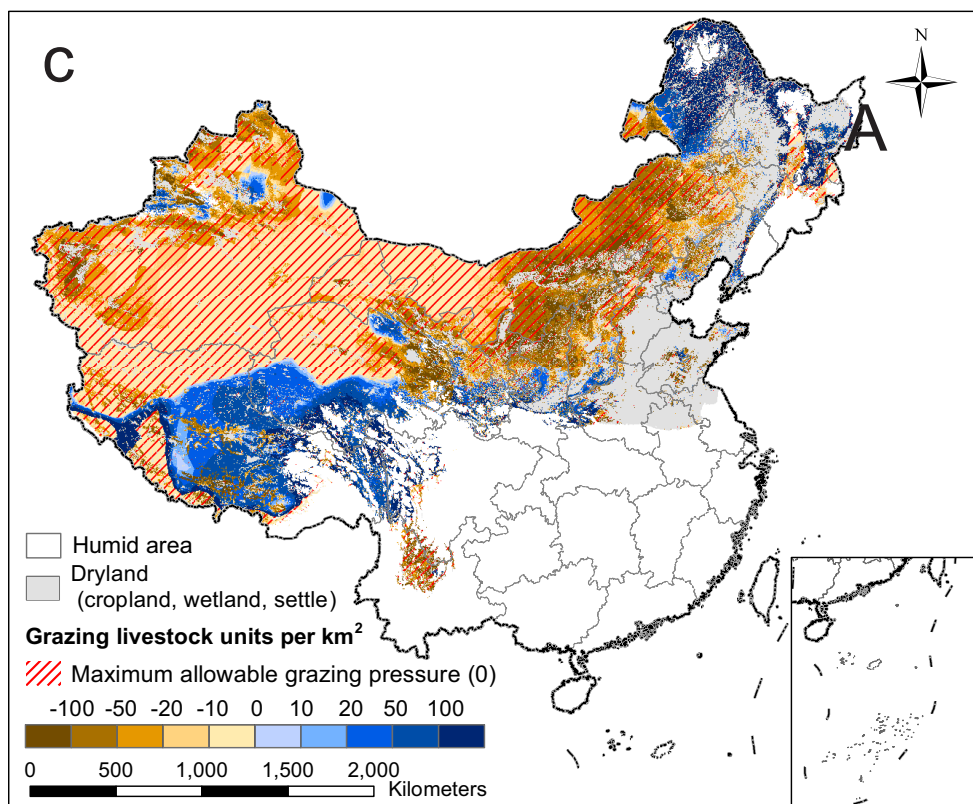 C
N
A
Humid area
Dryland
(cropland, wetland, settle)
Grazing livestock units per km²
Maximum allowable grazing pressure (0)
-100 -50 -20 -10 0 10 20 50 100
0 500 1,000 1,500 2,000
Kilometers